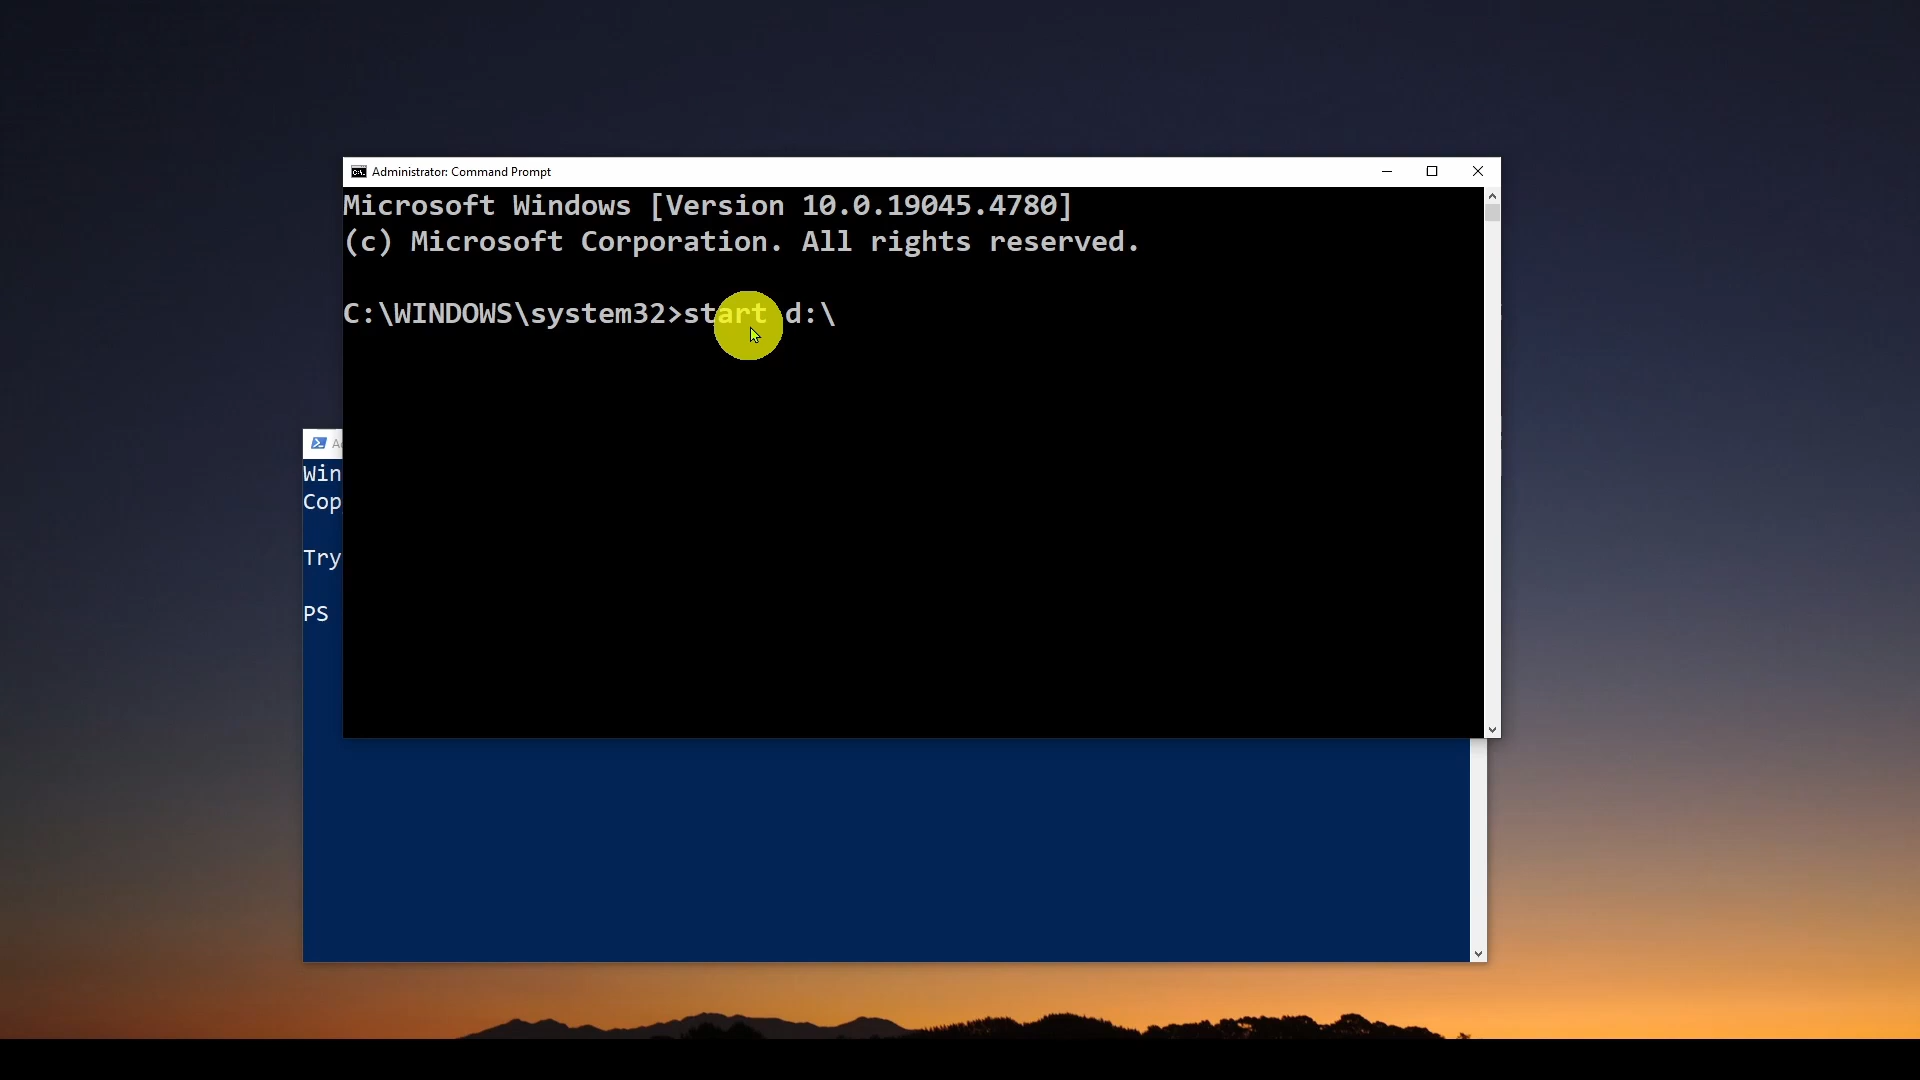 Administrator: Command Prompt
Microsoft Windows [Version 10.0.19045.4780]
(c) Microsoft Corporation. All rights reserved.
C:\WINDOWS\system32>start d:\
Win
Cop
Try
PS